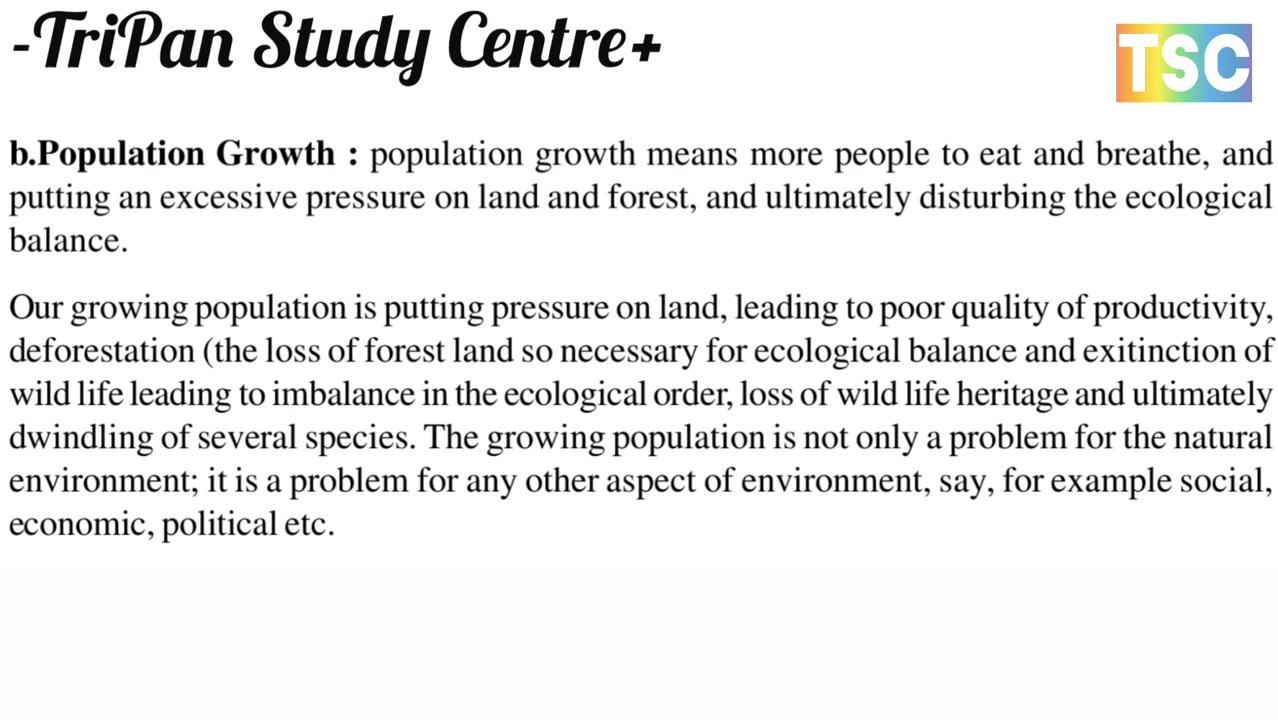 -TriPan Study Centre+
TSC
b.Population Growth : population growth means more people to eat and breathe, and
putting an excessive pressure on land and forest, and ultimately disturbing the ecological
balance.
Our growing population is putting pressure on land, leading to poor quality of productivity,
deforestation (the loss of forest land so necessary for ecological balance and exitinction of
wild life leading to imbalance in the ecological order, loss of wild life heritage and ultimately
dwindling of several species. The growing population is not only a problem for the natural
environment; it is a problem for any other aspect of environment, say, for example social,
economic, political etc.